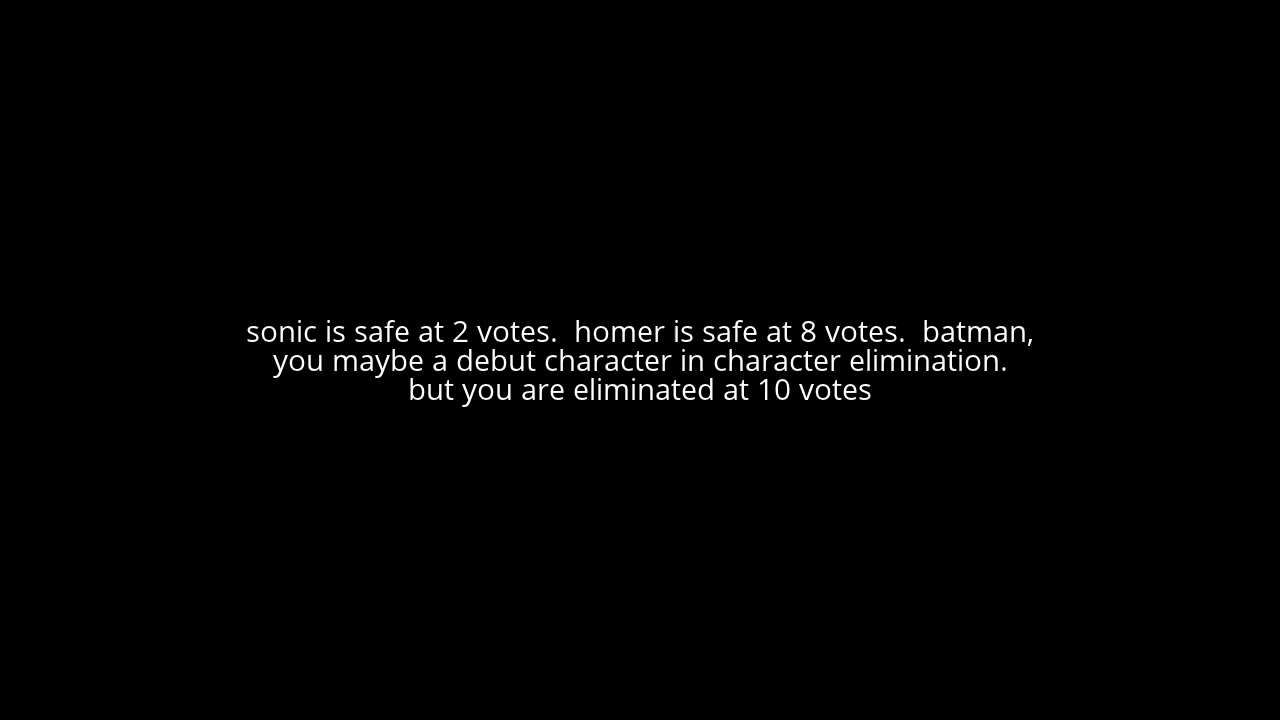 sonic is safe at 2 votes.  homer is safe at 8 votes.  batman,
you maybe a debut character in character elimination.
but you are eliminated at 10 votes